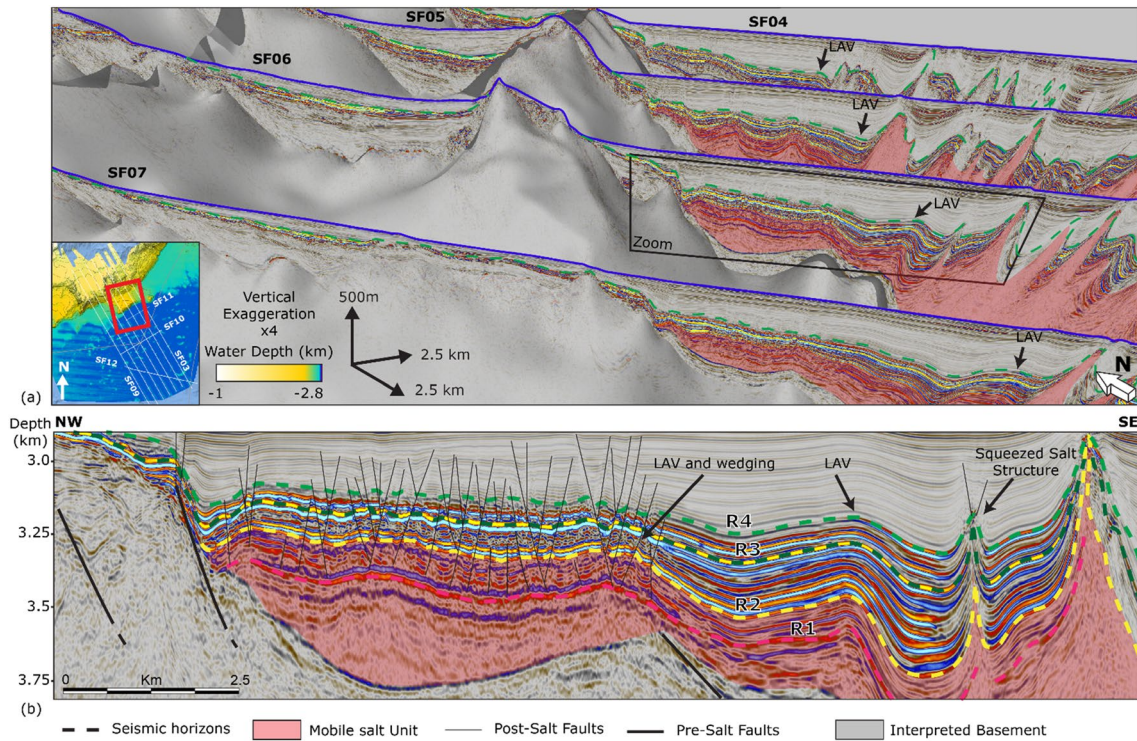 SF05
SF04
SF06
LAV
LAV
SF07
LAV
Zoom
LAV
SF11
SF10
SF12
SF03
SF09
N
Vertical
Exaggeration
x4
Water Depth (km)
-1
-2.8
500m
2.5 km
2.5 km
N
(a)
Depth
(km)
NW
SE
3.0
3.25
3.5
3.75
LAV and wedging
LAV
Squeezed Salt
Structure
R4
R3
R2
R1
0
Km
2.5
(b)
Seismic horizons
Mobile salt Unit
Post-Salt Faults
Pre-Salt Faults
Interpreted Basement